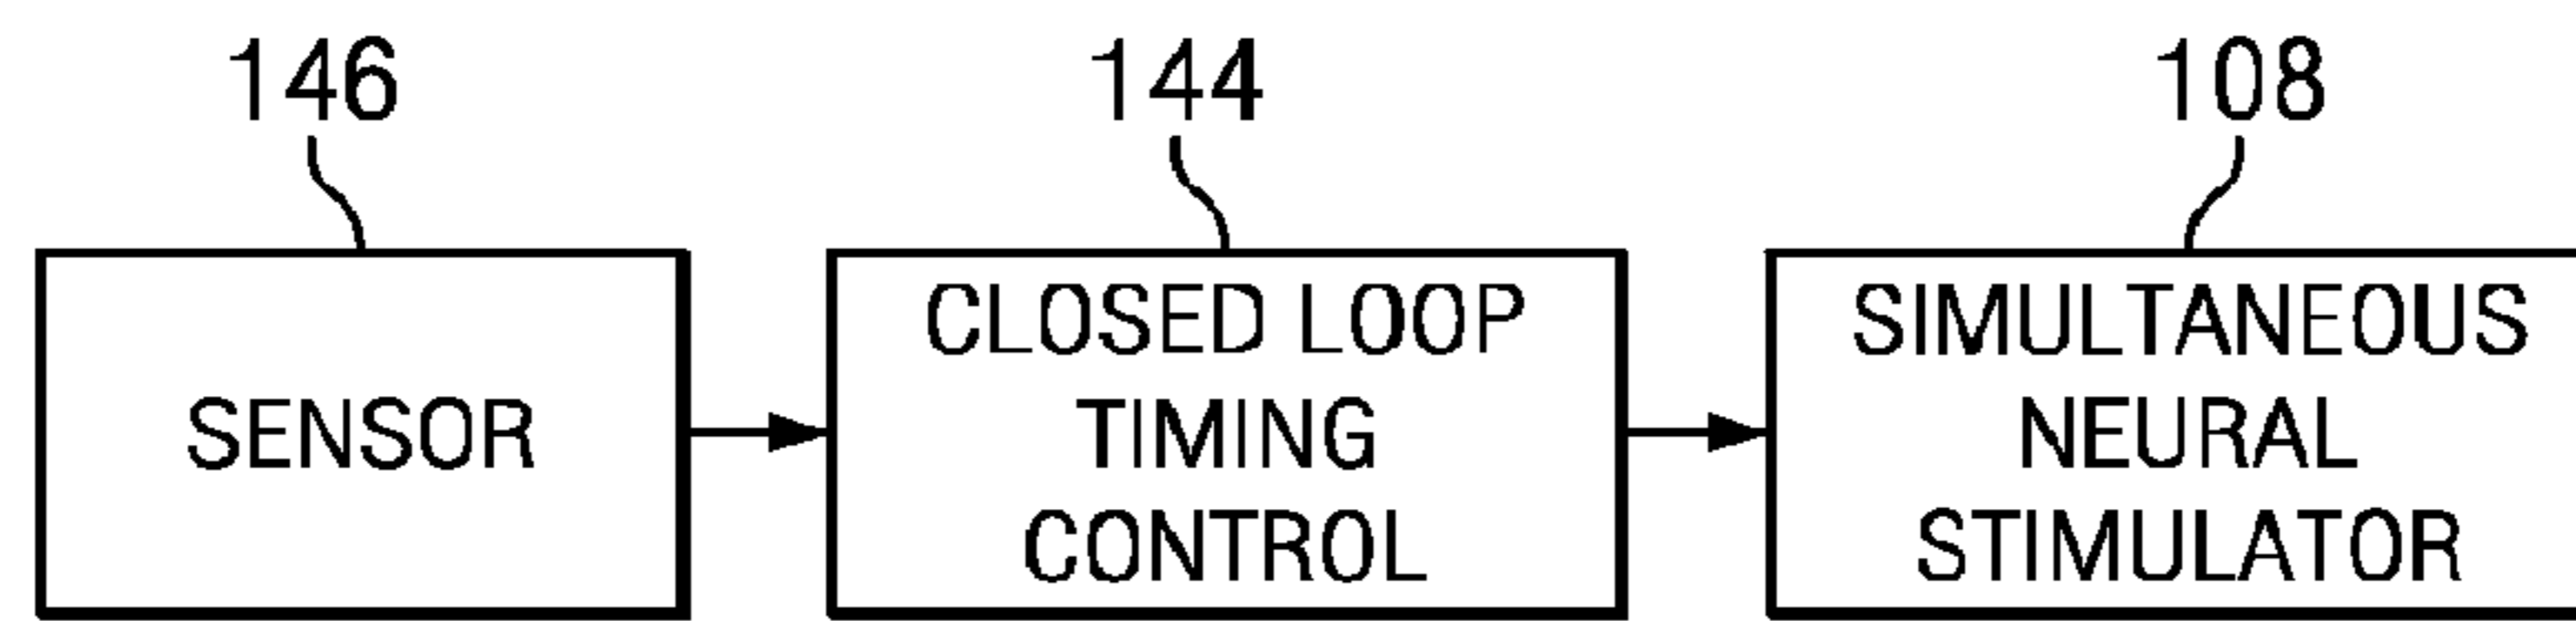 146
144
108
SENSOR
CLOSED LOOP
TIMING
CONTROL
SIMULTANEOUS
NEURAL
STIMULATOR